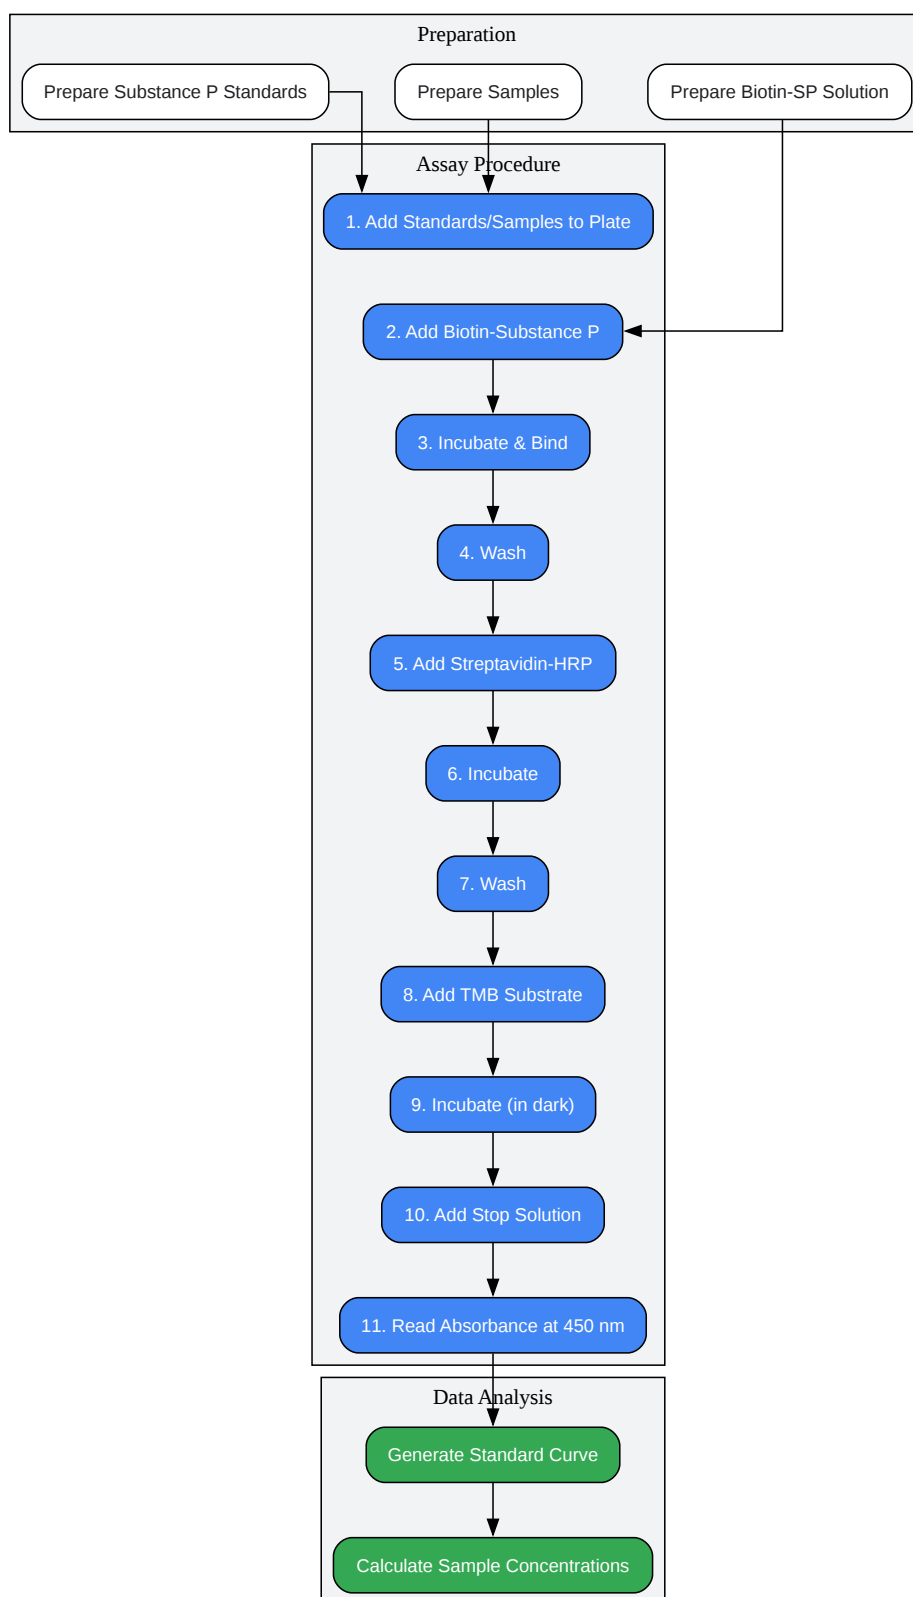 Preparation
Prepare Substance P Standards
Prepare Samples
Prepare Biotin-SP Solution
Assay Procedure
1. Add Standards/Samples to Plate
2. Add Biotin-Substance P
3. Incubate & Bind
4. Wash
5. Add Streptavidin-HRP
6. Incubate
7. Wash
8. Add TMB Substrate
9. Incubate (in dark)
10. Add Stop Solution
11. Read Absorbance at 450 nm
Data Analysis
Generate Standard Curve
Calculate Sample Concentrations